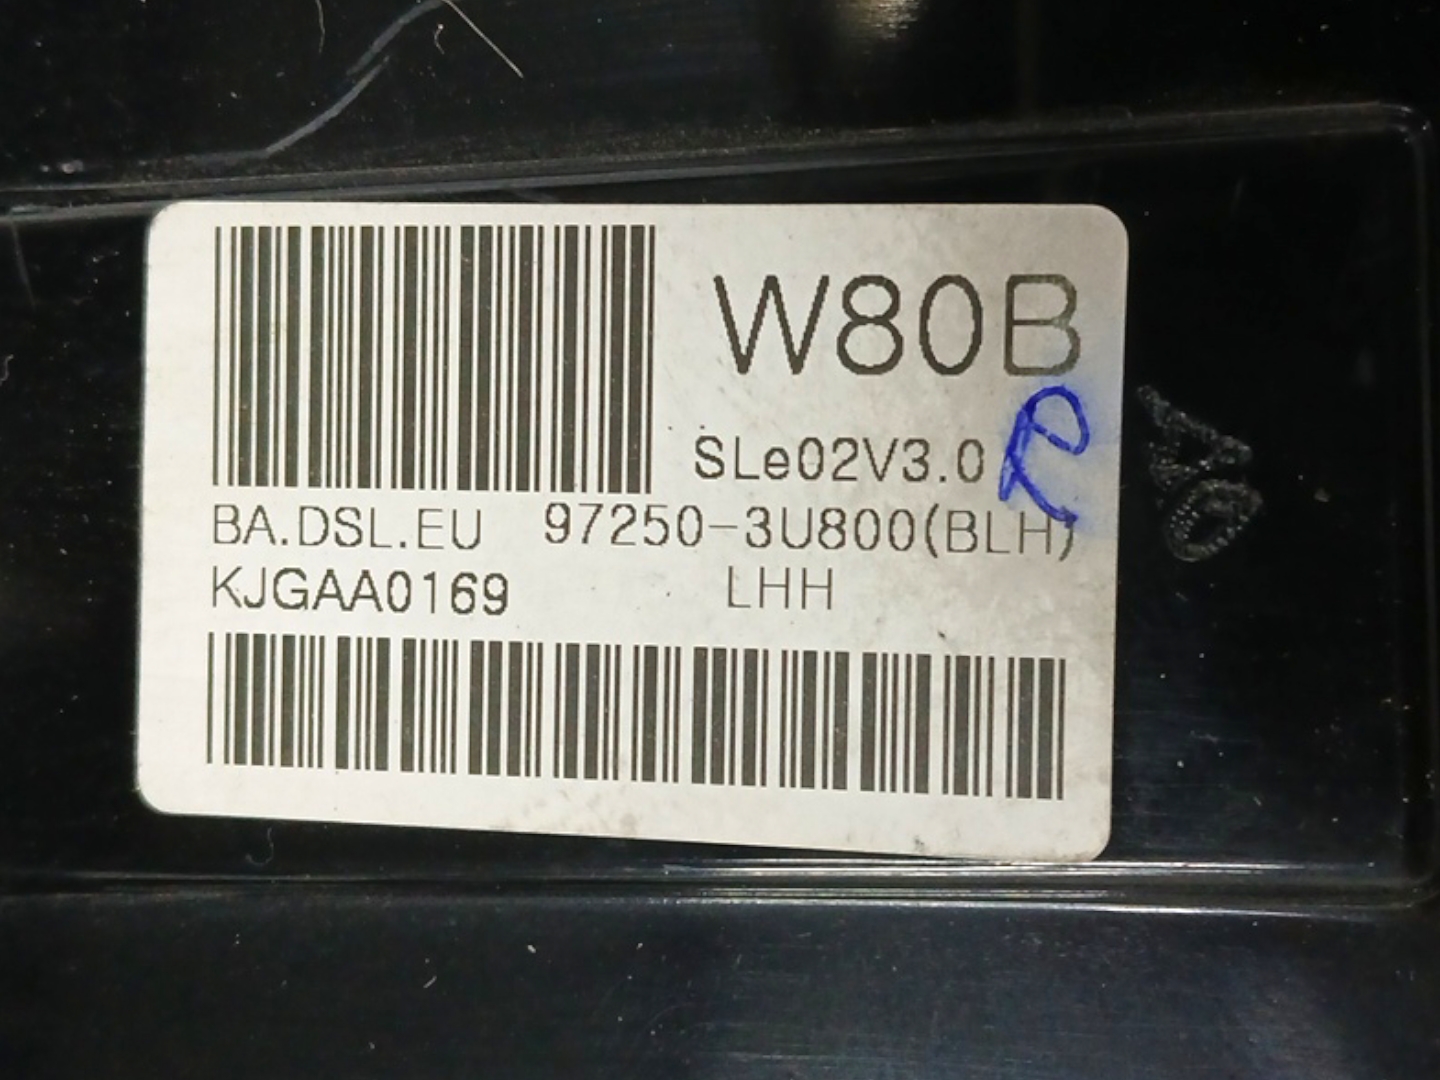 W80B
SLe02V3.0
BA.DSL.EU 97250-3U800(BLH)
KJGAA0169 LHH